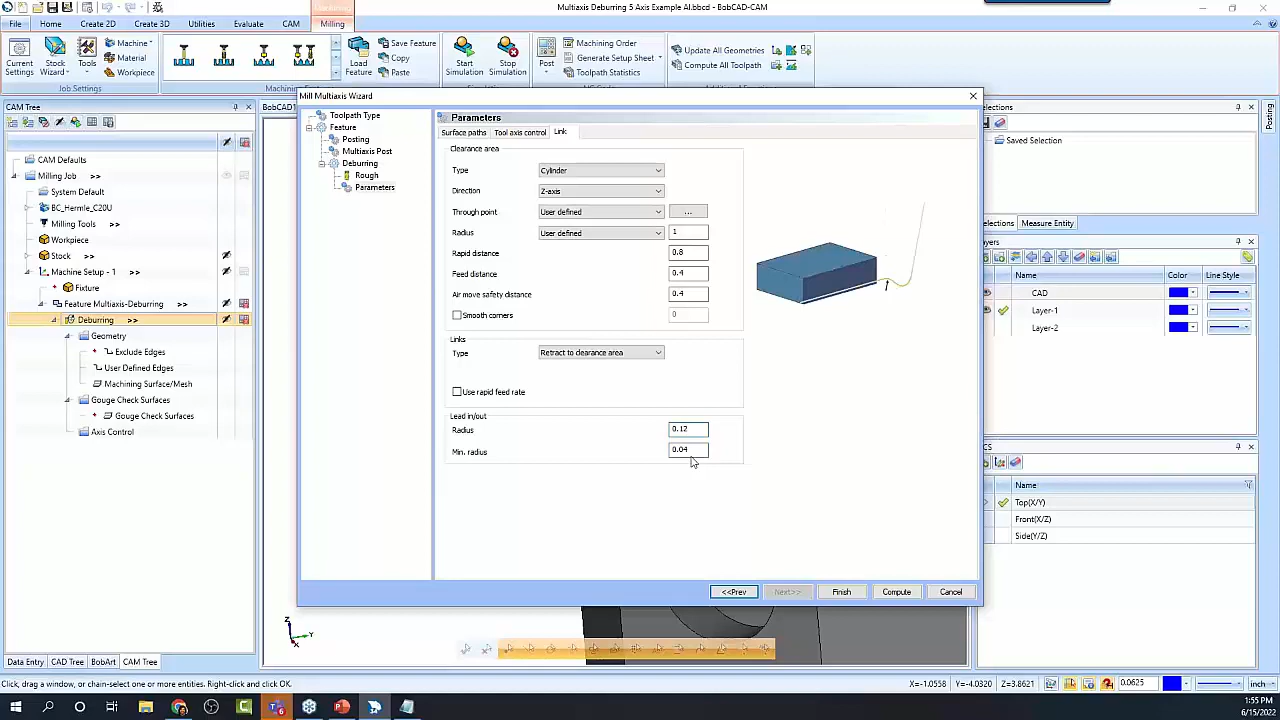 Deburring
Multiaxis Deburring 5 Axis Example AI.bbcd - BobCAD-CAM
File
Home
Create 2D
Create 3D
Utilities
Evaluate
CAM
Milling
Current Settings
Stock Wizard
Tools
Machine
Material
Workpiece
Job Settings
Load Feature
Save Feature
Copy
Paste
Start Simulation
Stop Simulation
Post
Machining Order
Generate Setup Sheet
Toolpath Statistics
Update All Geometries
Compute All Toolpath
CAM Tree
CAM Defaults
Milling Job >>
System Default
BC_Hermle_C20U
Milling Tools >>
Workpiece
Stock >>
Machine Setup - 1 >>
Fixture
Feature Multiaxis-Deburring >>
Deburring >>
Geometry
Exclude Edges
User Defined Edges
Machining Surface/Mesh
Gouge Check Surfaces
Gouge Check Surfaces
Axis Control
Data Entry
CAD Tree
BobArt
CAM Tree
BobCAD1
Mill Multiaxis Wizard
Toolpath Type
Feature
Posting
Multiaxis Post
Deburring
Rough
Parameters
Parameters
Surface paths
Tool axis control
Link
Clearance area
Type Cylinder
Direction Z-axis
Through point User defined ...
Radius User defined 1
Rapid distance 0.8
Feed distance 0.4
Air move safety distance 0.4
Smooth corners 0
Links
Type Retract to clearance area
Use rapid feed rate
Lead in/out
Radius 0.12
Min. radius 0.04
<<Prev
Next>>
Finish
Compute
Cancel
Z
Y
X
elections
Saved Selection
elections
Measure Entity
ayers
Name Color Line Style
CAD
Layer-1
Layer-2
CS
Name
Top(X/Y)
Front(X/Z)
Side(Y/Z)
Posting
Click, drag a window, or chain-select one or more entities. Right-click and click OK.
X=-1.0558 Y=-4.0320 Z=3.8621
0.0625
inch
1:55 PM
6/15/2022